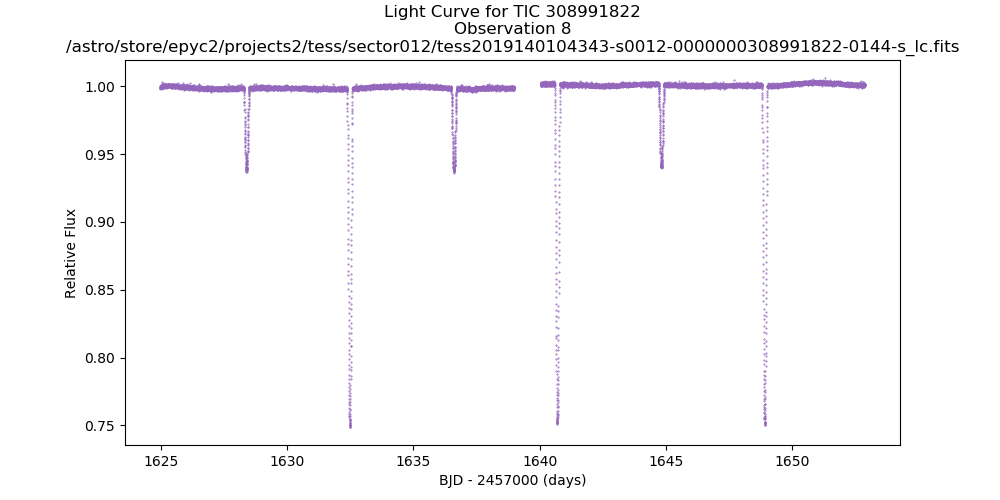 Light Curve for TIC 308991822
Observation 8
/astro/store/epyc2/projects2/tess/sector012/tess2019140104343-s0012-0000000308991822-0144-s_lc.fits
1.00
0.95
0.90
0.85
0.80
0.75
Relative Flux
1625
1630
1635
1640
1645
1650
BJD - 2457000 (days)